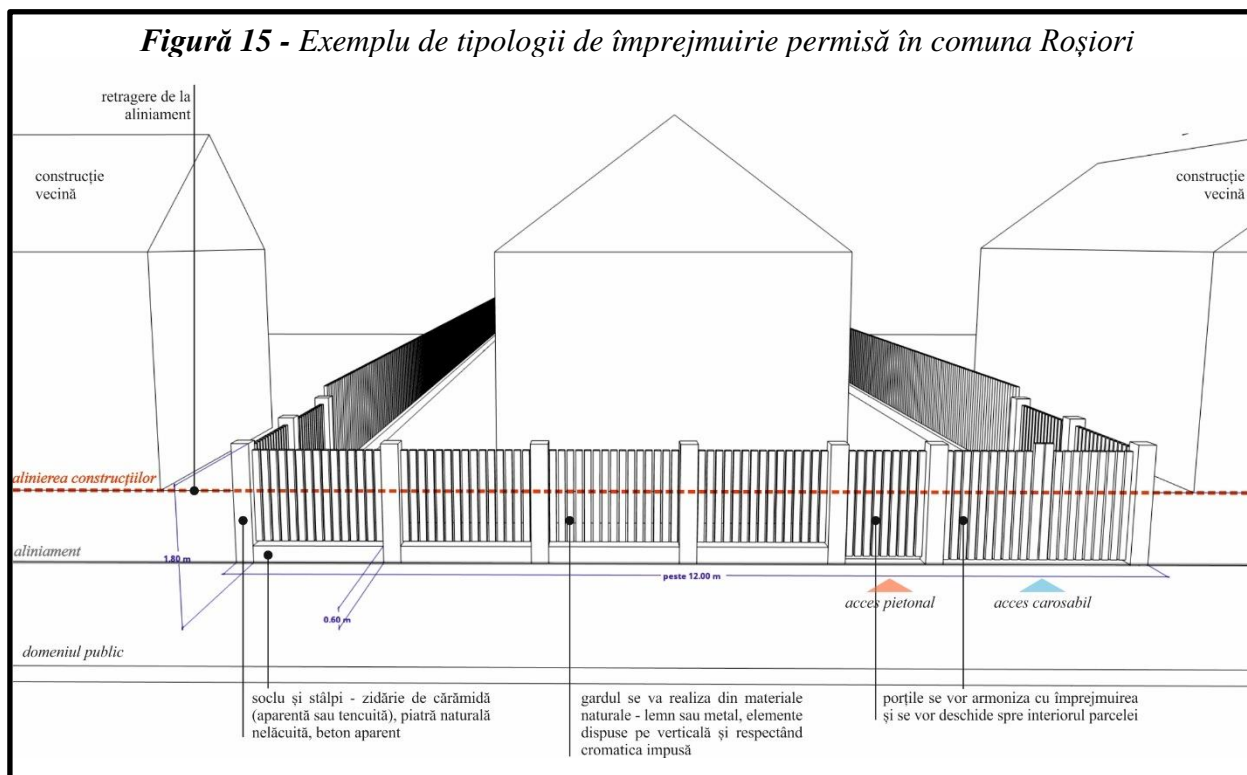 Figură 15 - Exemplu de tipologii de împrejmuirie permisă în comuna Roșiori
retragere de la
aliniament
construcție
vecină
construcție
vecină
alinierea construcțiilor
aliniament
1.80 m
peste 12.00 m
0.60 m
acces pietonal
acces carosabil
domeniul public
soclu și stâlpi - zidărie de cărămidă
(aparentă sau tencuită), piatră naturală
nelăcuită, beton aparent
gardul se va realiza din materiale
naturale - lemn sau metal, elemente
dispuse pe verticală și respectând
cromatica impusă
porțile se vor armoniza cu împrejmuirea
și se vor deschide spre interiorul parcelei